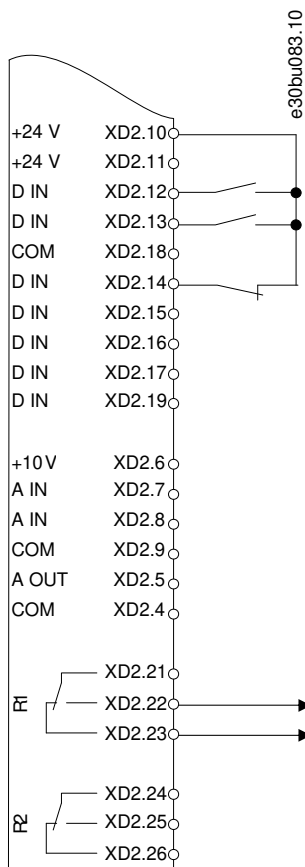 e30bu083.10
+24 V XD2.10
+24 V XD2.11
D IN XD2.12
D IN XD2.13
COM XD2.18
D IN XD2.14
D IN XD2.15
D IN XD2.16
D IN XD2.17
D IN XD2.19
+10 V XD2.6
A IN XD2.7
A IN XD2.8
COM XD2.9
A OUT XD2.5
COM XD2.4
R1
XD2.21
XD2.22
XD2.23
R2
XD2.24
XD2.25
XD2.26